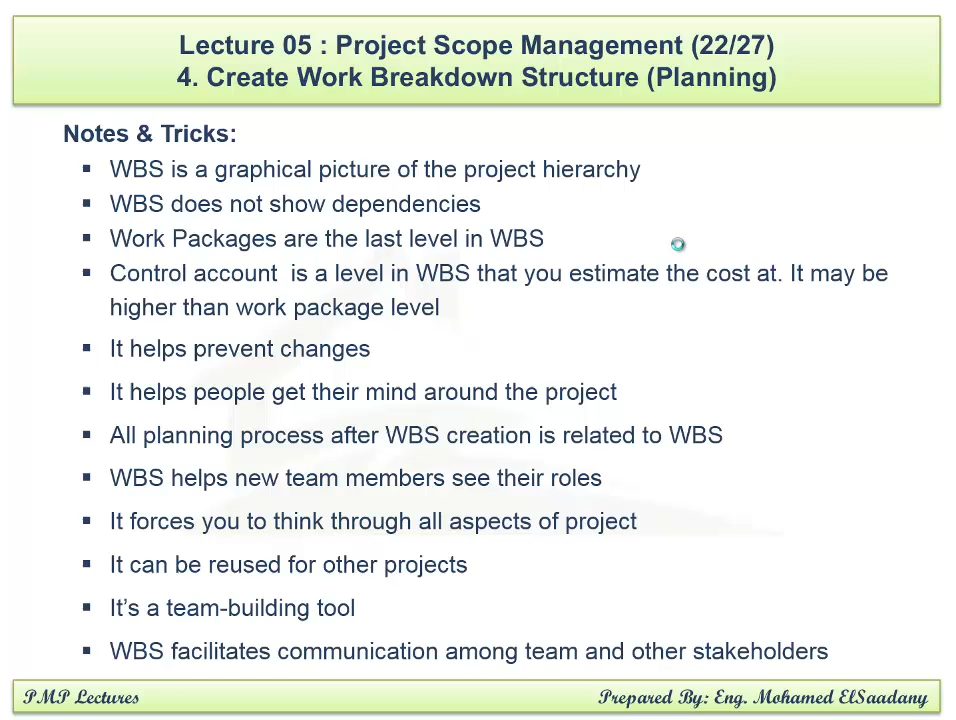 Lecture 05 : Project Scope Management (22/27)
4. Create Work Breakdown Structure (Planning)
Notes & Tricks:
▪ WBS is a graphical picture of the project hierarchy
▪ WBS does not show dependencies
▪ Work Packages are the last level in WBS
▪ Control account  is a level in WBS that you estimate the cost at. It may be
higher than work package level
▪ It helps prevent changes
▪ It helps people get their mind around the project
▪ All planning process after WBS creation is related to WBS
▪ WBS helps new team members see their roles
▪ It forces you to think through all aspects of project
▪ It can be reused for other projects
▪ It’s a team-building tool
▪ WBS facilitates communication among team and other stakeholders
PMP Lectures
Prepared By: Eng. Mohamed ElSaadany